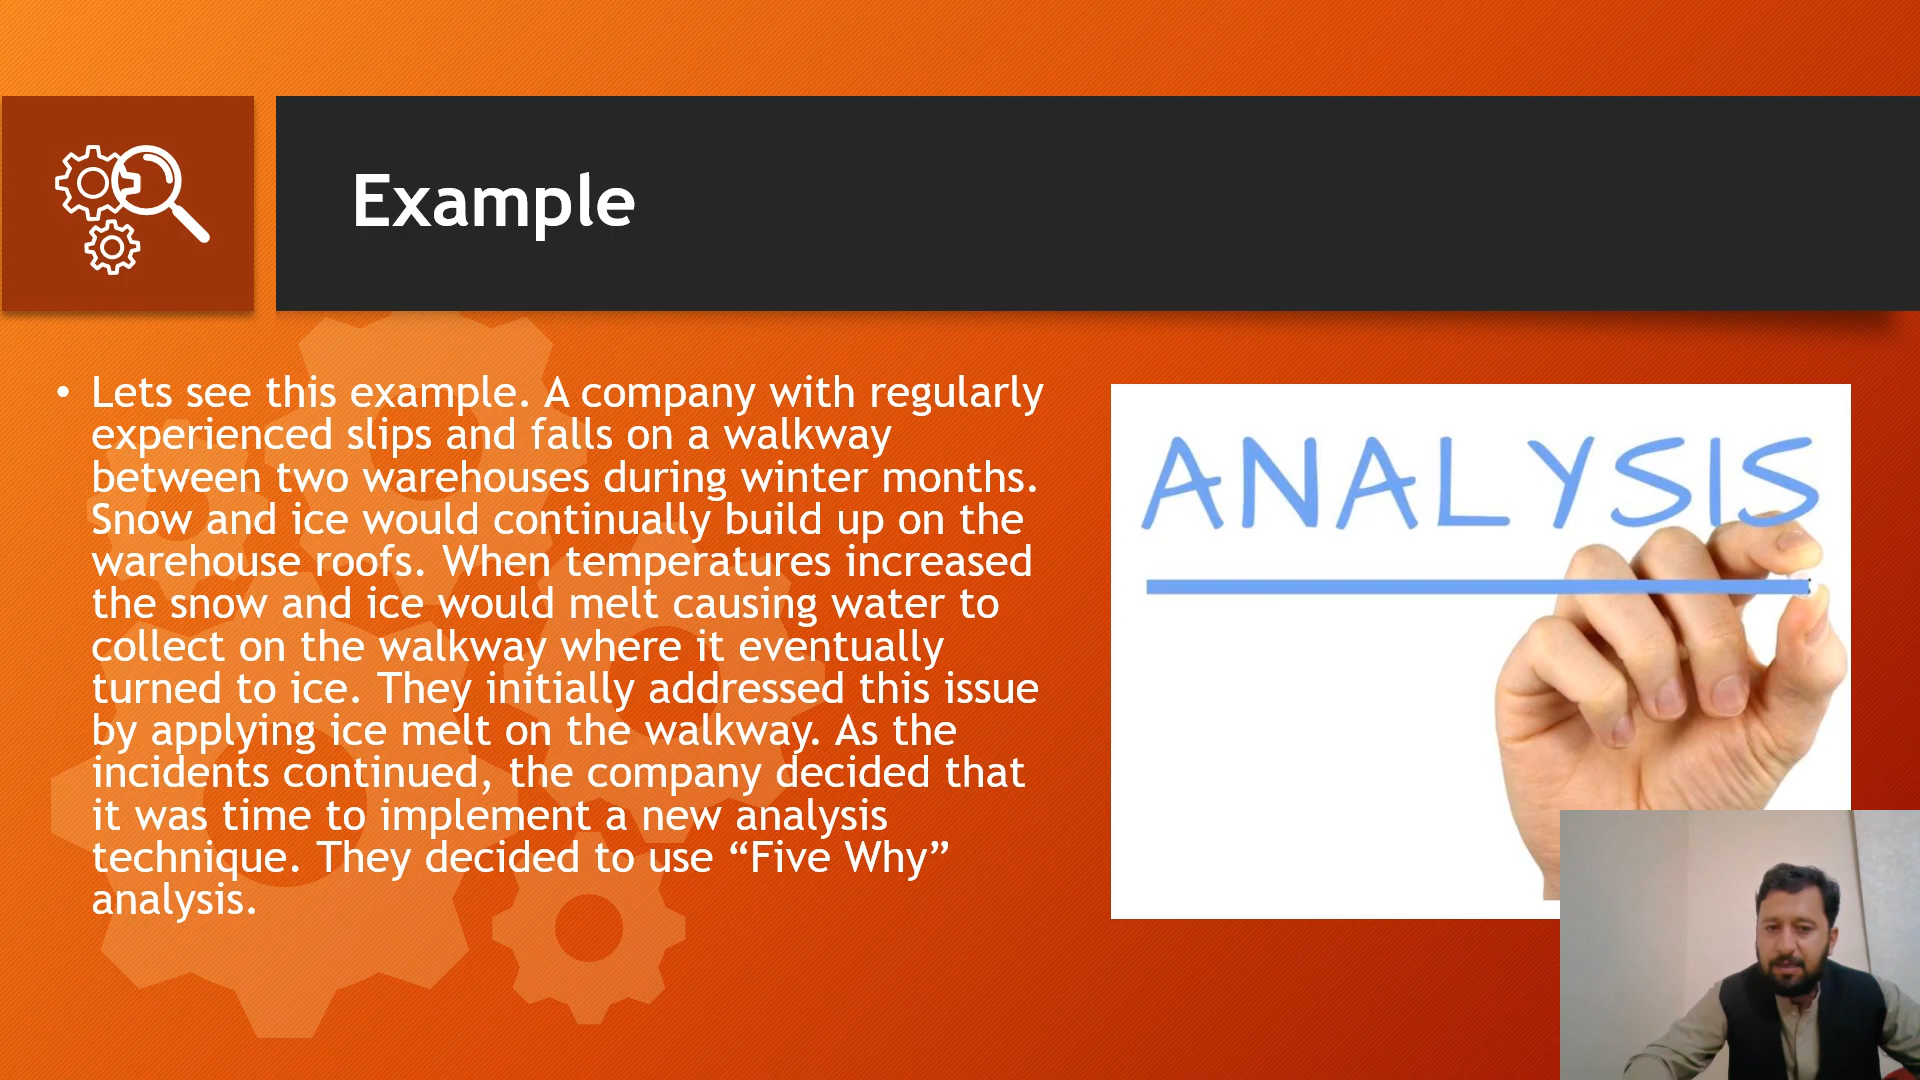 Example
• Lets see this example. A company with regularly
experienced slips and falls on a walkway
between two warehouses during winter months.
Snow and ice would continually build up on the
warehouse roofs. When temperatures increased
the snow and ice would melt causing water to
collect on the walkway where it eventually
turned to ice. They initially addressed this issue
by applying ice melt on the walkway. As the
incidents continued, the company decided that
it was time to implement a new analysis
technique. They decided to use “Five Why”
analysis.
ANALYSIS